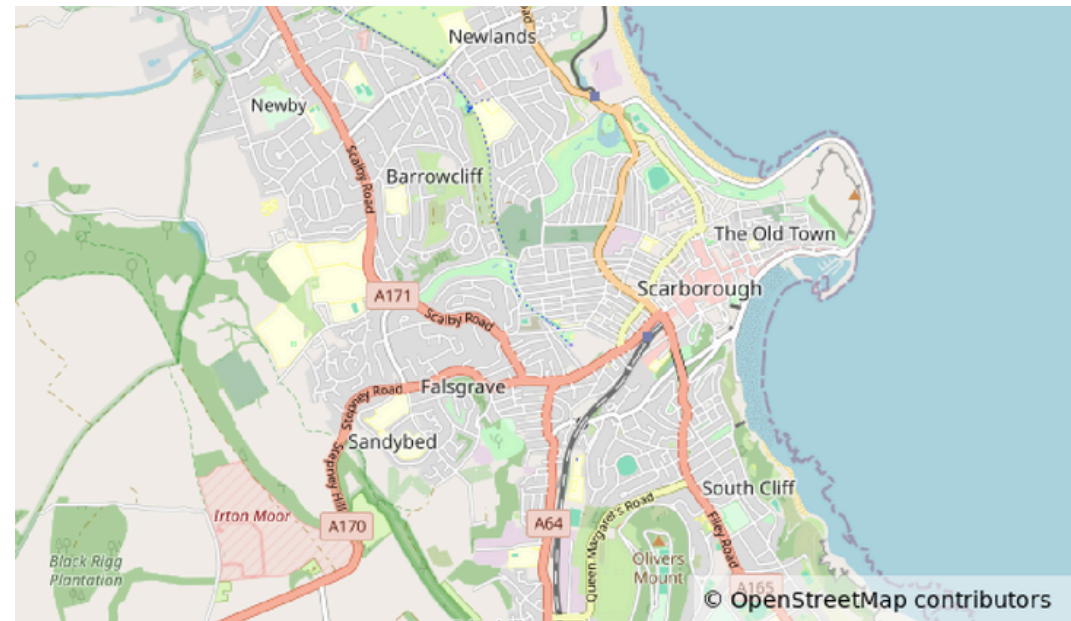 Newlands
Newby
Scalby Road
Barrowcliff
The Old Town
A171
Scarborough
Scalby Road
Stepney Road
Falsgrave
Sandybed
Stepney Hill
South Cliff
Irton Moor
A170
A64
Queen Margaret's Road
Filey Road
Black Rigg
Plantation
Olivers
Mount
A165
© OpenStreetMap contributors